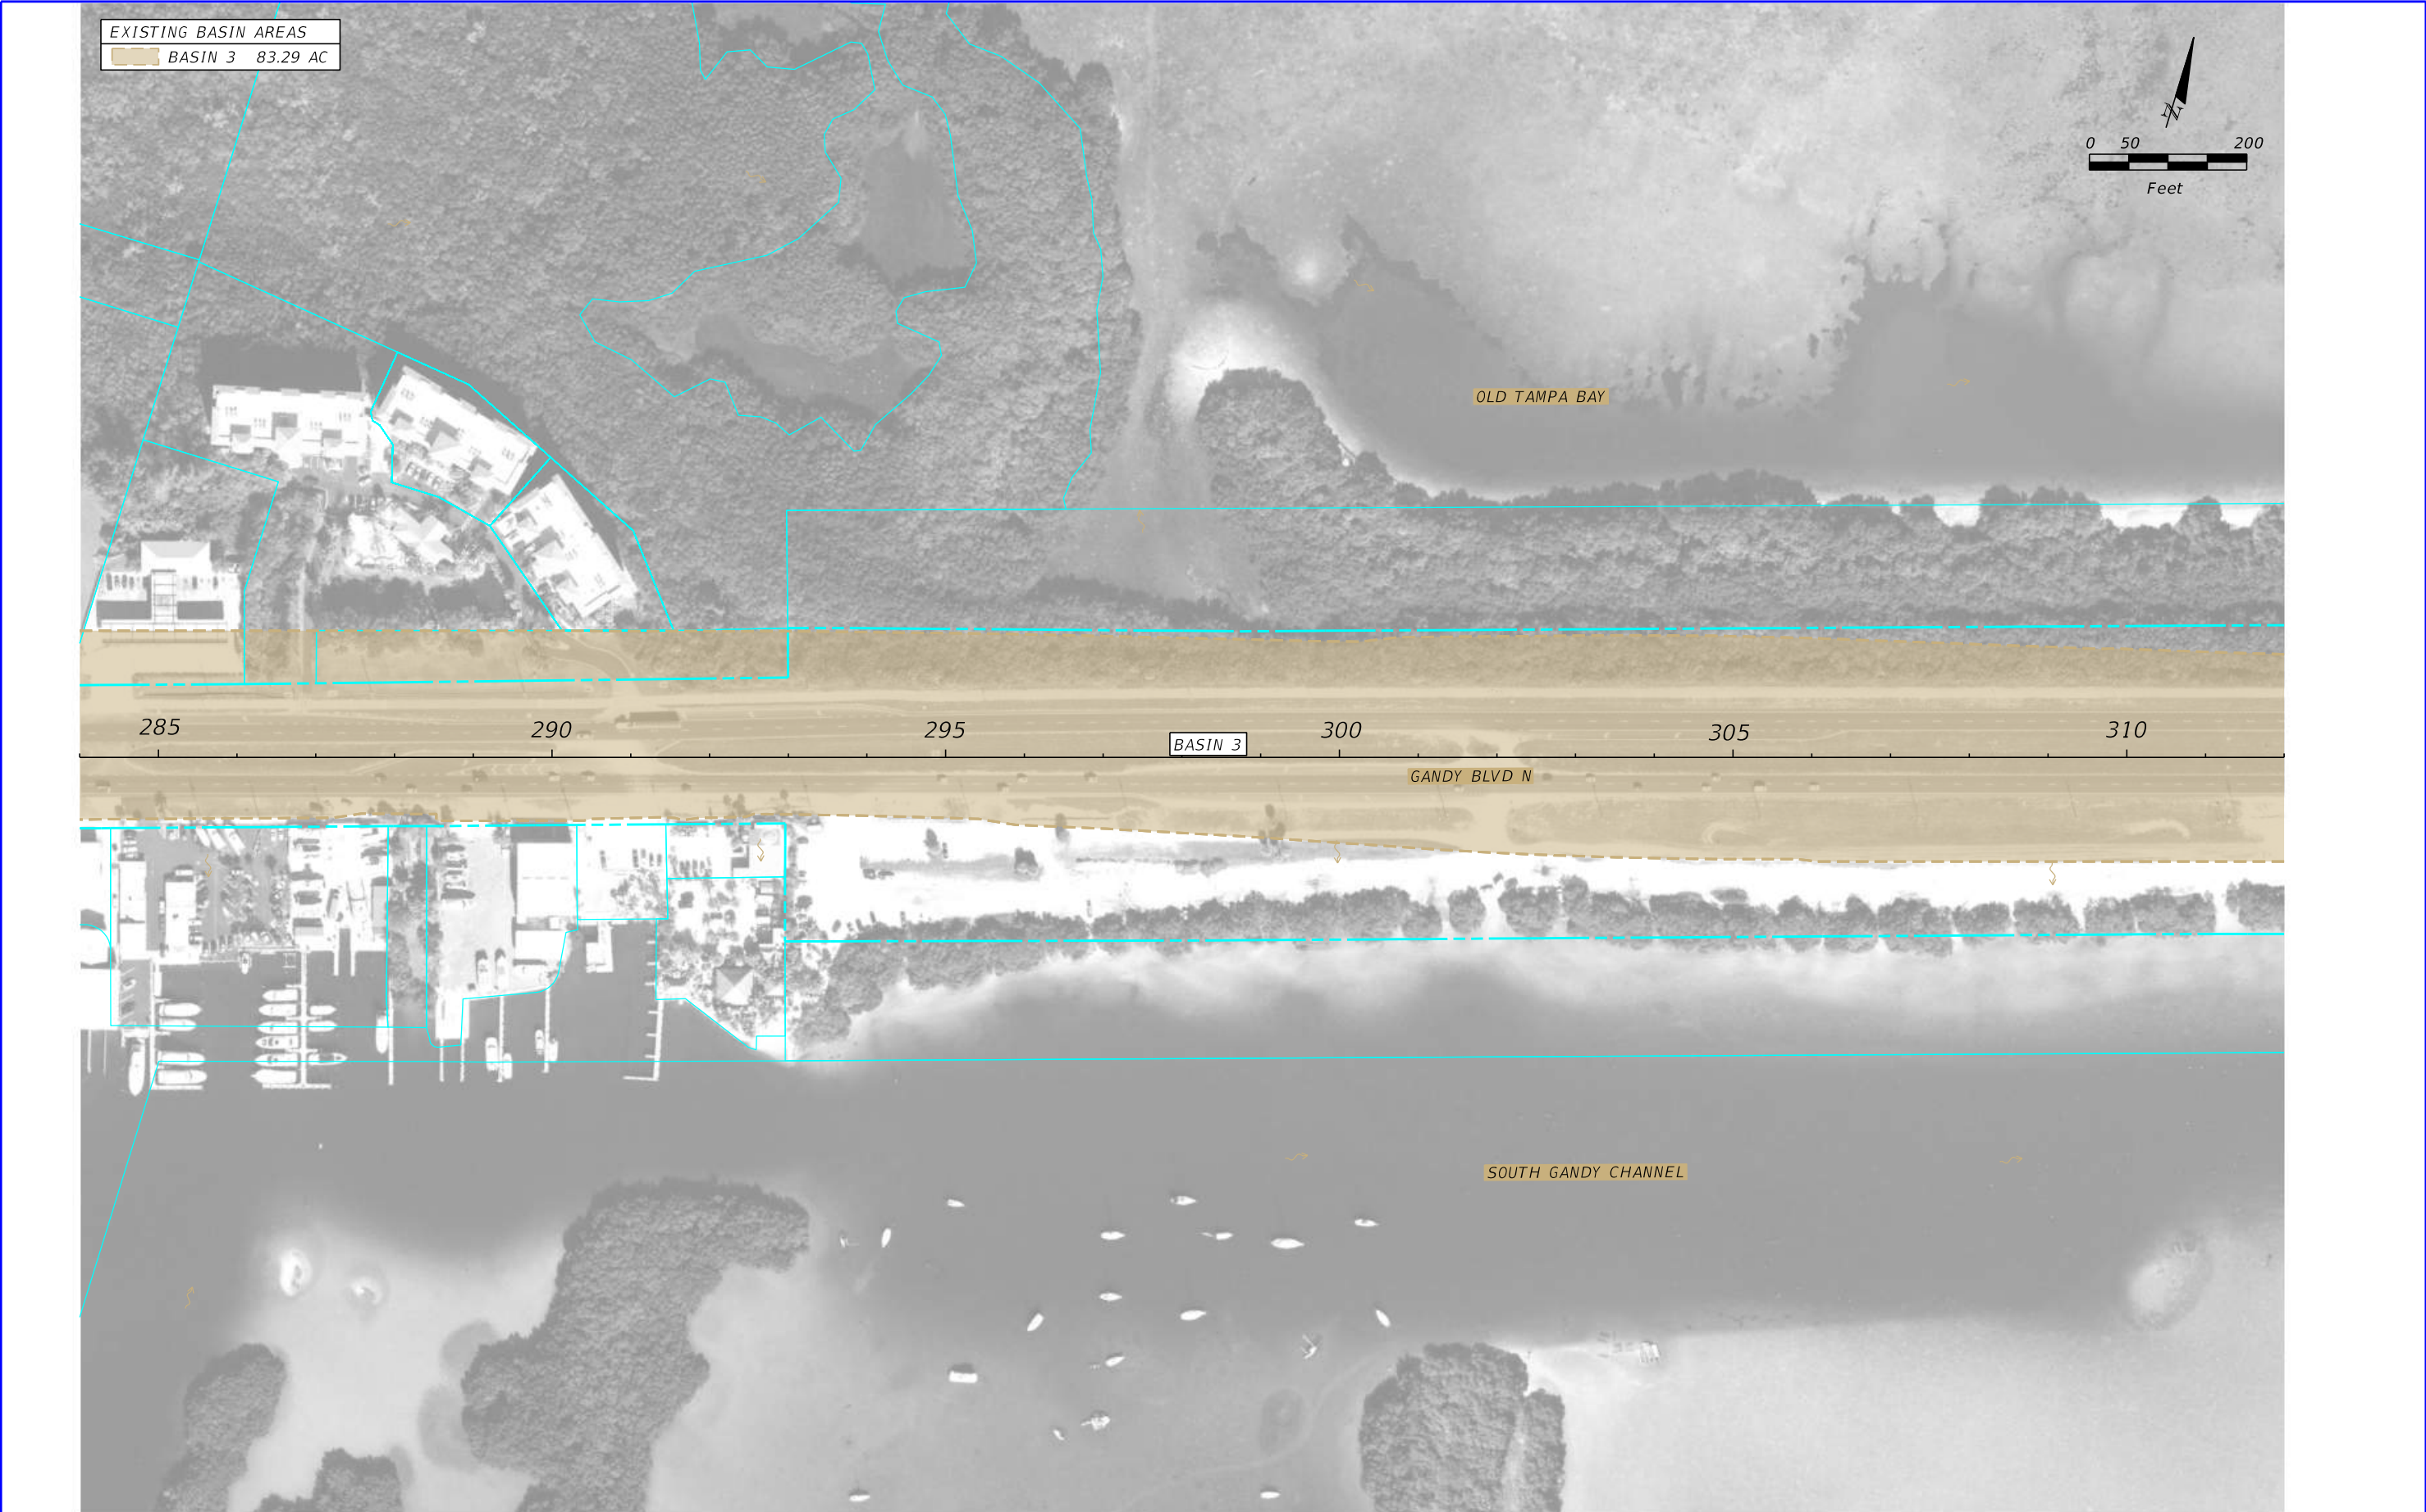 EXISTING BASIN AREAS
BASIN 3 83.29 AC
N
0 50 200
Feet
OLD TAMPA BAY
285 290 295 300 305 310
BASIN 3
GANDY BLVD N
SOUTH GANDY CHANNEL